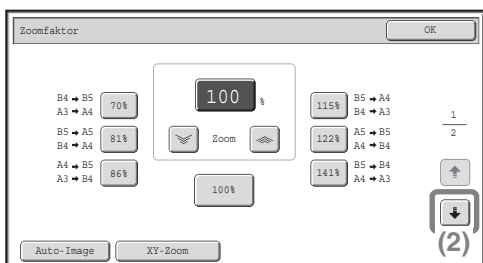 Zoomfaktor
OK
100 %
Zoom
100%
B4 → B5
A3 → A4
70%
B5 → A5
B4 → A4
81%
A4 → B5
A3 → B4
86%
115%
B5 → A4
B4 → A3
122%
A5 → B5
A4 → B4
141%
B5 → B4
A4 → A3
1
2
(2)
Auto-Image
XY-Zoom